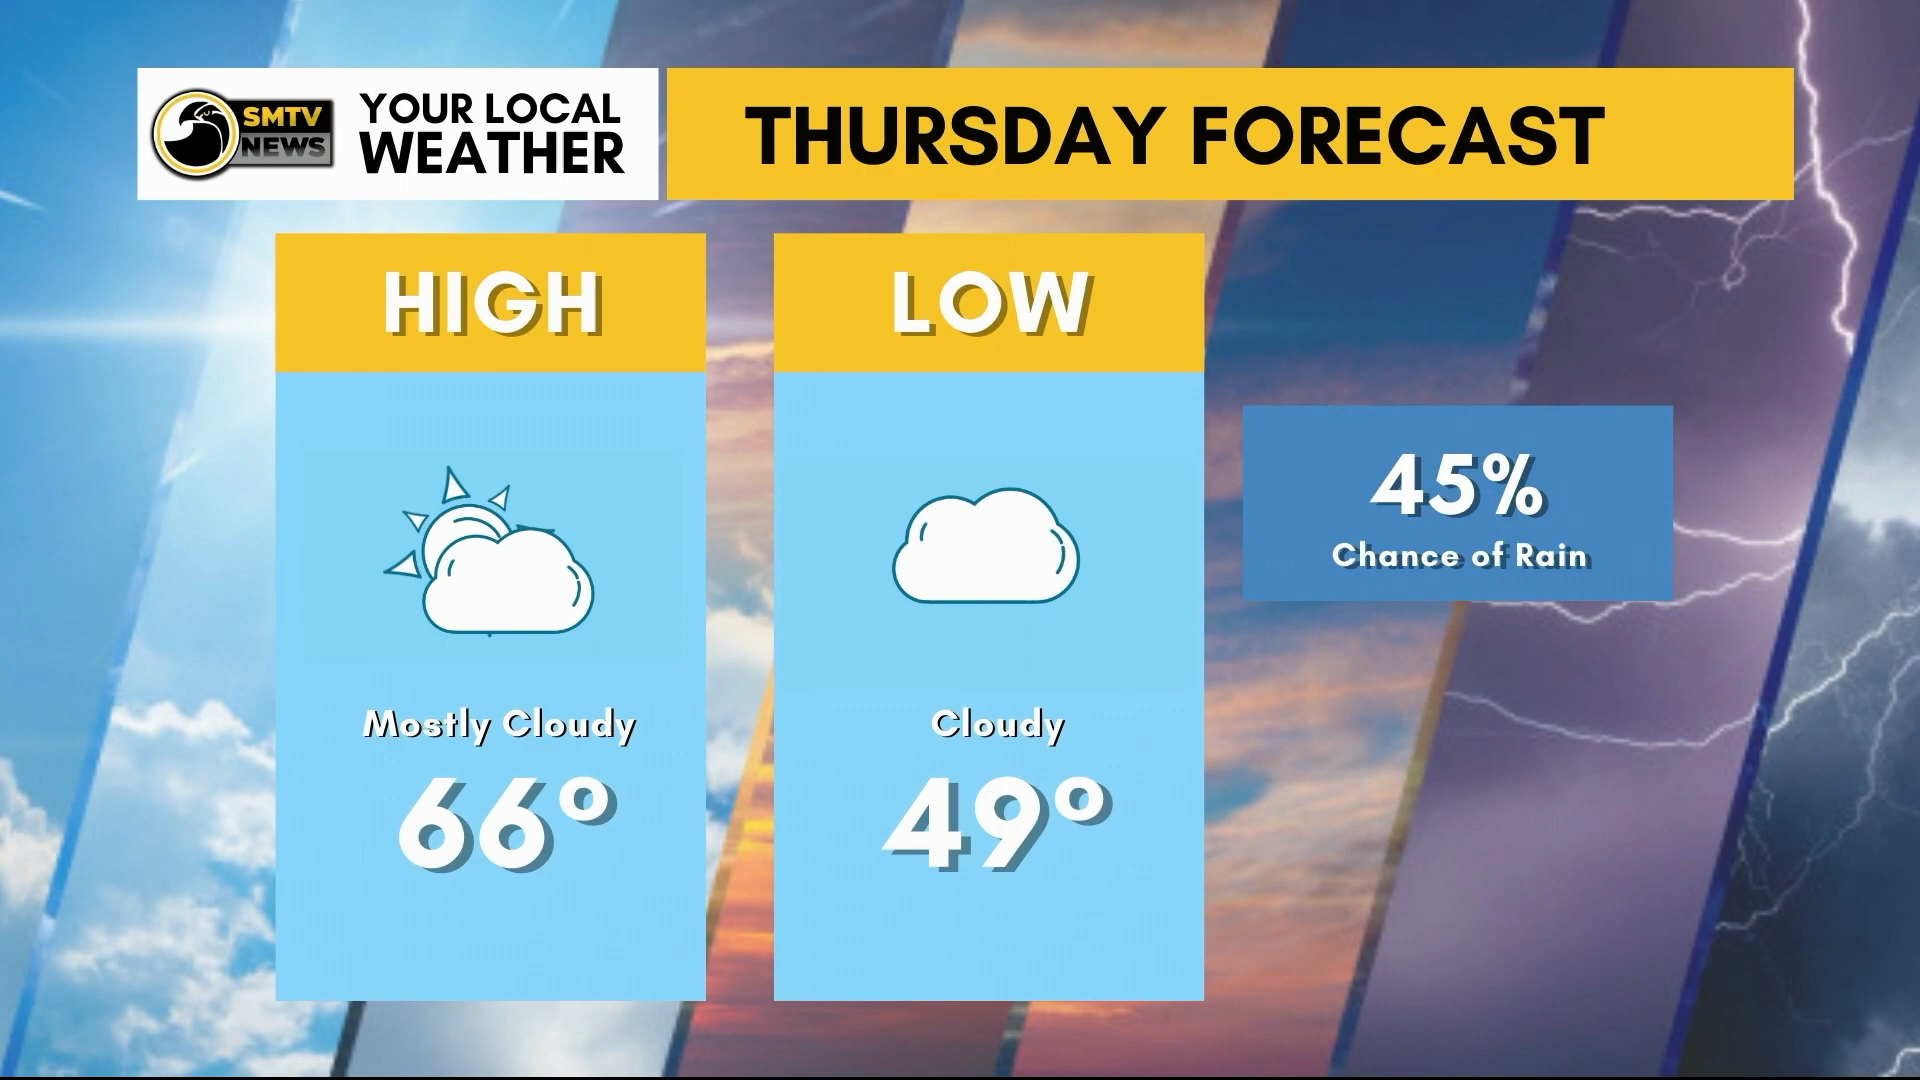 SMTV
NEWS
YOUR LOCAL
WEATHER
THURSDAY FORECAST
HIGH
Mostly Cloudy
66°
LOW
Cloudy
49°
45%
Chance of Rain